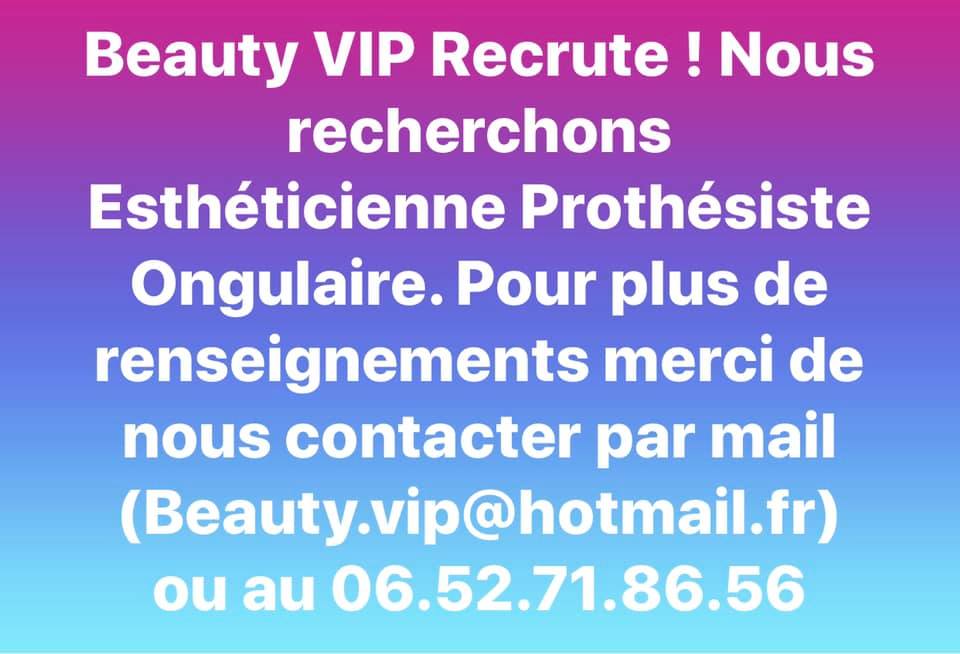 Beauty VIP Recrute ! Nous
recherchons
Esthéticienne Prothésiste
Ongulaire. Pour plus de
renseignements merci de
nous contacter par mail
(Beauty.vip@hotmail.fr)
ou au 06.52.71.86.56